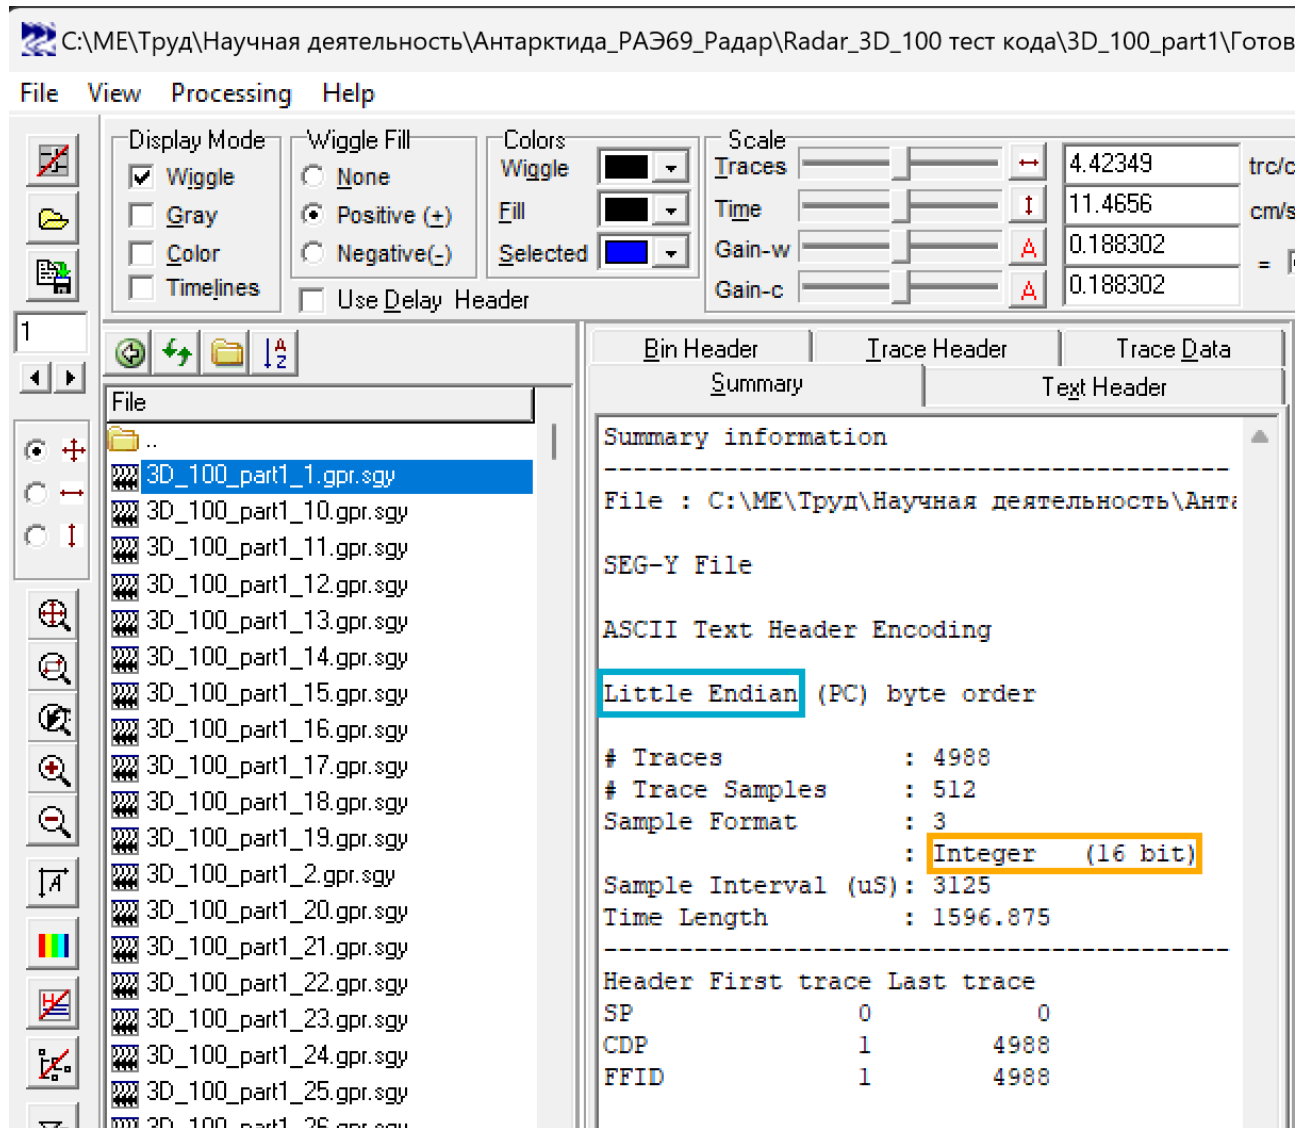 C:\МЕ\Труд\Научная деятельность\Антарктида_РАЭ69_Радар\Radar_3D_100 тест кода\3D_100_part1\Готов
File View Processing Help
Display Mode
Wiggle
Gray
Color
Timelines
Wiggle Fill
None
Positive (+)
Negative(-)
Use Delay Header
Colors
Wiggle
Fill
Selected
Scale
Traces 4.42349 trc/c
Time 11.4656 cm/s
Gain-w 0.188302
=
Gain-c 0.188302
1
File
..
3D_100_part1_1.gpr.sgy
3D_100_part1_10.gpr.sgy
3D_100_part1_11.gpr.sgy
3D_100_part1_12.gpr.sgy
3D_100_part1_13.gpr.sgy
3D_100_part1_14.gpr.sgy
3D_100_part1_15.gpr.sgy
3D_100_part1_16.gpr.sgy
3D_100_part1_17.gpr.sgy
3D_100_part1_18.gpr.sgy
3D_100_part1_19.gpr.sgy
3D_100_part1_2.gpr.sgy
3D_100_part1_20.gpr.sgy
3D_100_part1_21.gpr.sgy
3D_100_part1_22.gpr.sgy
3D_100_part1_23.gpr.sgy
3D_100_part1_24.gpr.sgy
3D_100_part1_25.gpr.sgy
3D_100_part1_26.gpr.sgy
Bin Header Trace Header Trace Data
Summary Text Header
Summary information
------------------------------------------
File : C:\МЕ\Труд\Научная деятельность\Анта
SEG-Y File
ASCII Text Header Encoding
Little Endian (PC) byte order
# Traces : 4988
# Trace Samples : 512
Sample Format : 3
: Integer (16 bit)
Sample Interval (uS): 3125
Time Length : 1596.875
------------------------------------------
Header First trace Last trace
SP 0 0
CDP 1 4988
FFID 1 4988